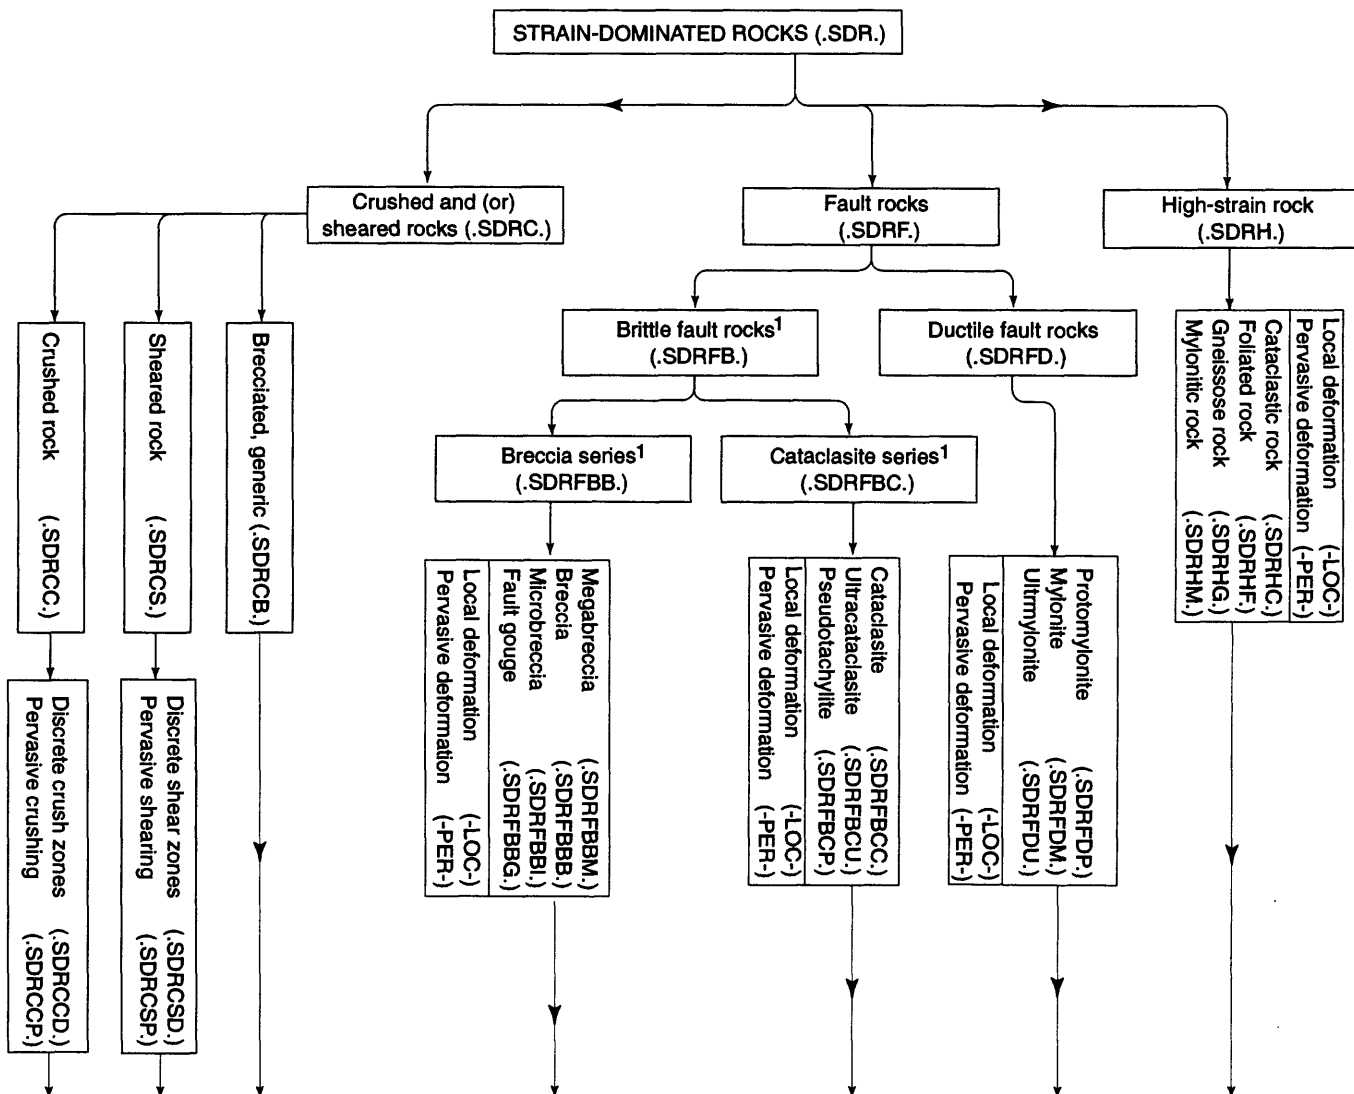 STRAIN-DOMINATED ROCKS (.SDR.)
Crushed and (or)
sheared rocks (.SDRC.)
Fault rocks
(.SDRF.)
High-strain rock
(.SDRH.)
Brittle fault rocks1
(.SDRFB.)
Ductile fault rocks
(.SDRFD.)
Breccia series1
(.SDRFBB.)
Cataclasite series1
(.SDRFBC.)
Crushed rock (.SDRCC.)
Sheared rock (.SDRCS.)
Brecciated, generic (.SDRCB.)
Discrete crush zones (.SDRCCD.)
Pervasive crushing (.SDRCCP.)
Discrete shear zones (.SDRCSD.)
Pervasive shearing (.SDRCSP.)
Megabreccia (.SDRFBBM.)
Breccia (.SDRFBBB.)
Microbreccia (.SDRFBBI.)
Fault gouge (.SDRFBBG.)
Local deformation (-LOC-)
Pervasive deformation (-PER-)
Cataclasite (.SDRFBCC.)
Ultracataclasite (.SDRFBCU.)
Pseudotachylite (.SDRFBCP.)
Local deformation (-LOC-)
Pervasive deformation (-PER-)
Protomylonite (.SDRFDP.)
Mylonite (.SDRFDM.)
Ultrmylonite (.SDRFDU.)
Local deformation (-LOC-)
Pervasive deformation (-PER-)
Local deformation (-LOC-)
Pervasive deformation (-PER-)
Cataclastic rock (.SDRHC.)
Foliated rock (.SDRHF.)
Gneissose rock (.SDRHG.)
Mylonitic rock (.SDRHM.)